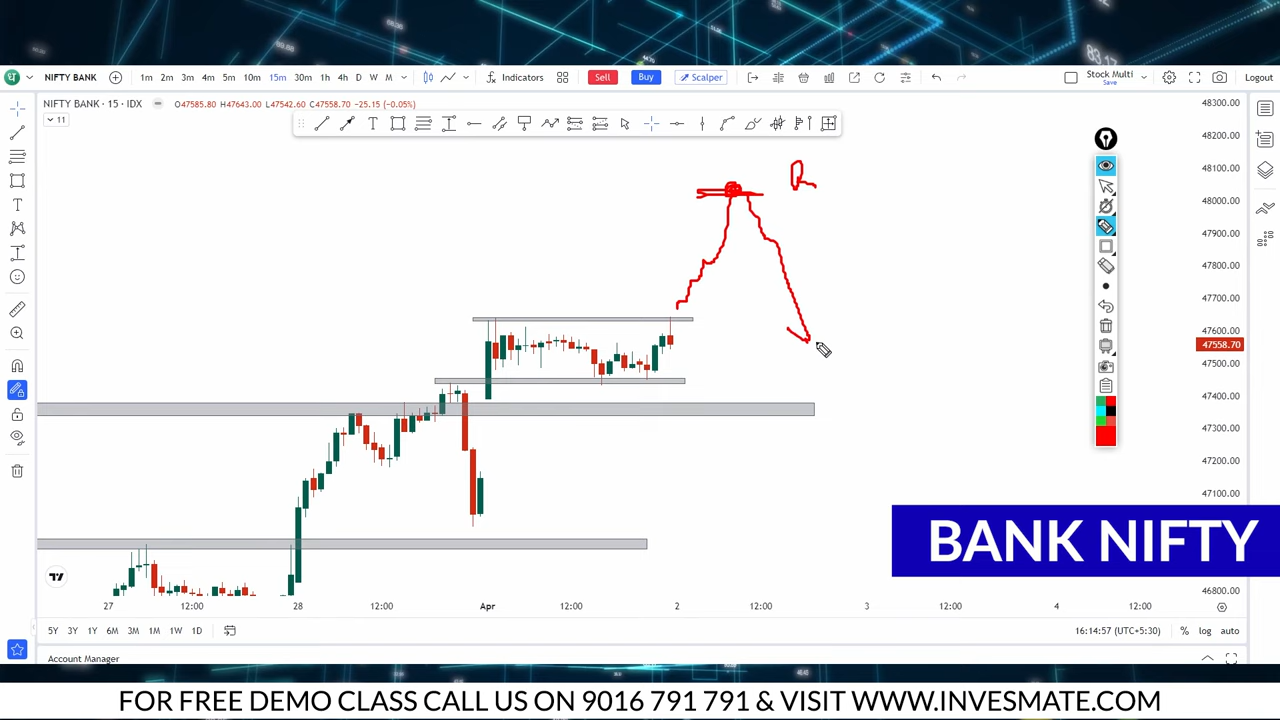 NIFTY BANK
1m 2m 3m 4m 5m 10m 15m 30m 1h 4h D W M
Indicators
Sell
Buy
Scalper
Stock Multi
Save
Logout
NIFTY BANK · 15 · IDX
O47585.80 H47643.00 L47542.60 C47558.70 -25.15 (-0.05%)
11
R
48300.00
48200.00
48100.00
48000.00
47900.00
47800.00
47700.00
47600.00
47558.70
47500.00
47400.00
47300.00
47200.00
47100.00
46800.00
BANK NIFTY
27 12:00 28 12:00 Apr 12:00 2 12:00 3 12:00 4 12:00
5Y 3Y 1Y 6M 3M 1M 1W 1D
16:14:57 (UTC+5:30) % log auto
Account Manager
FOR FREE DEMO CLASS CALL US ON 9016 791 791 & VISIT WWW.INVESMATE.COM